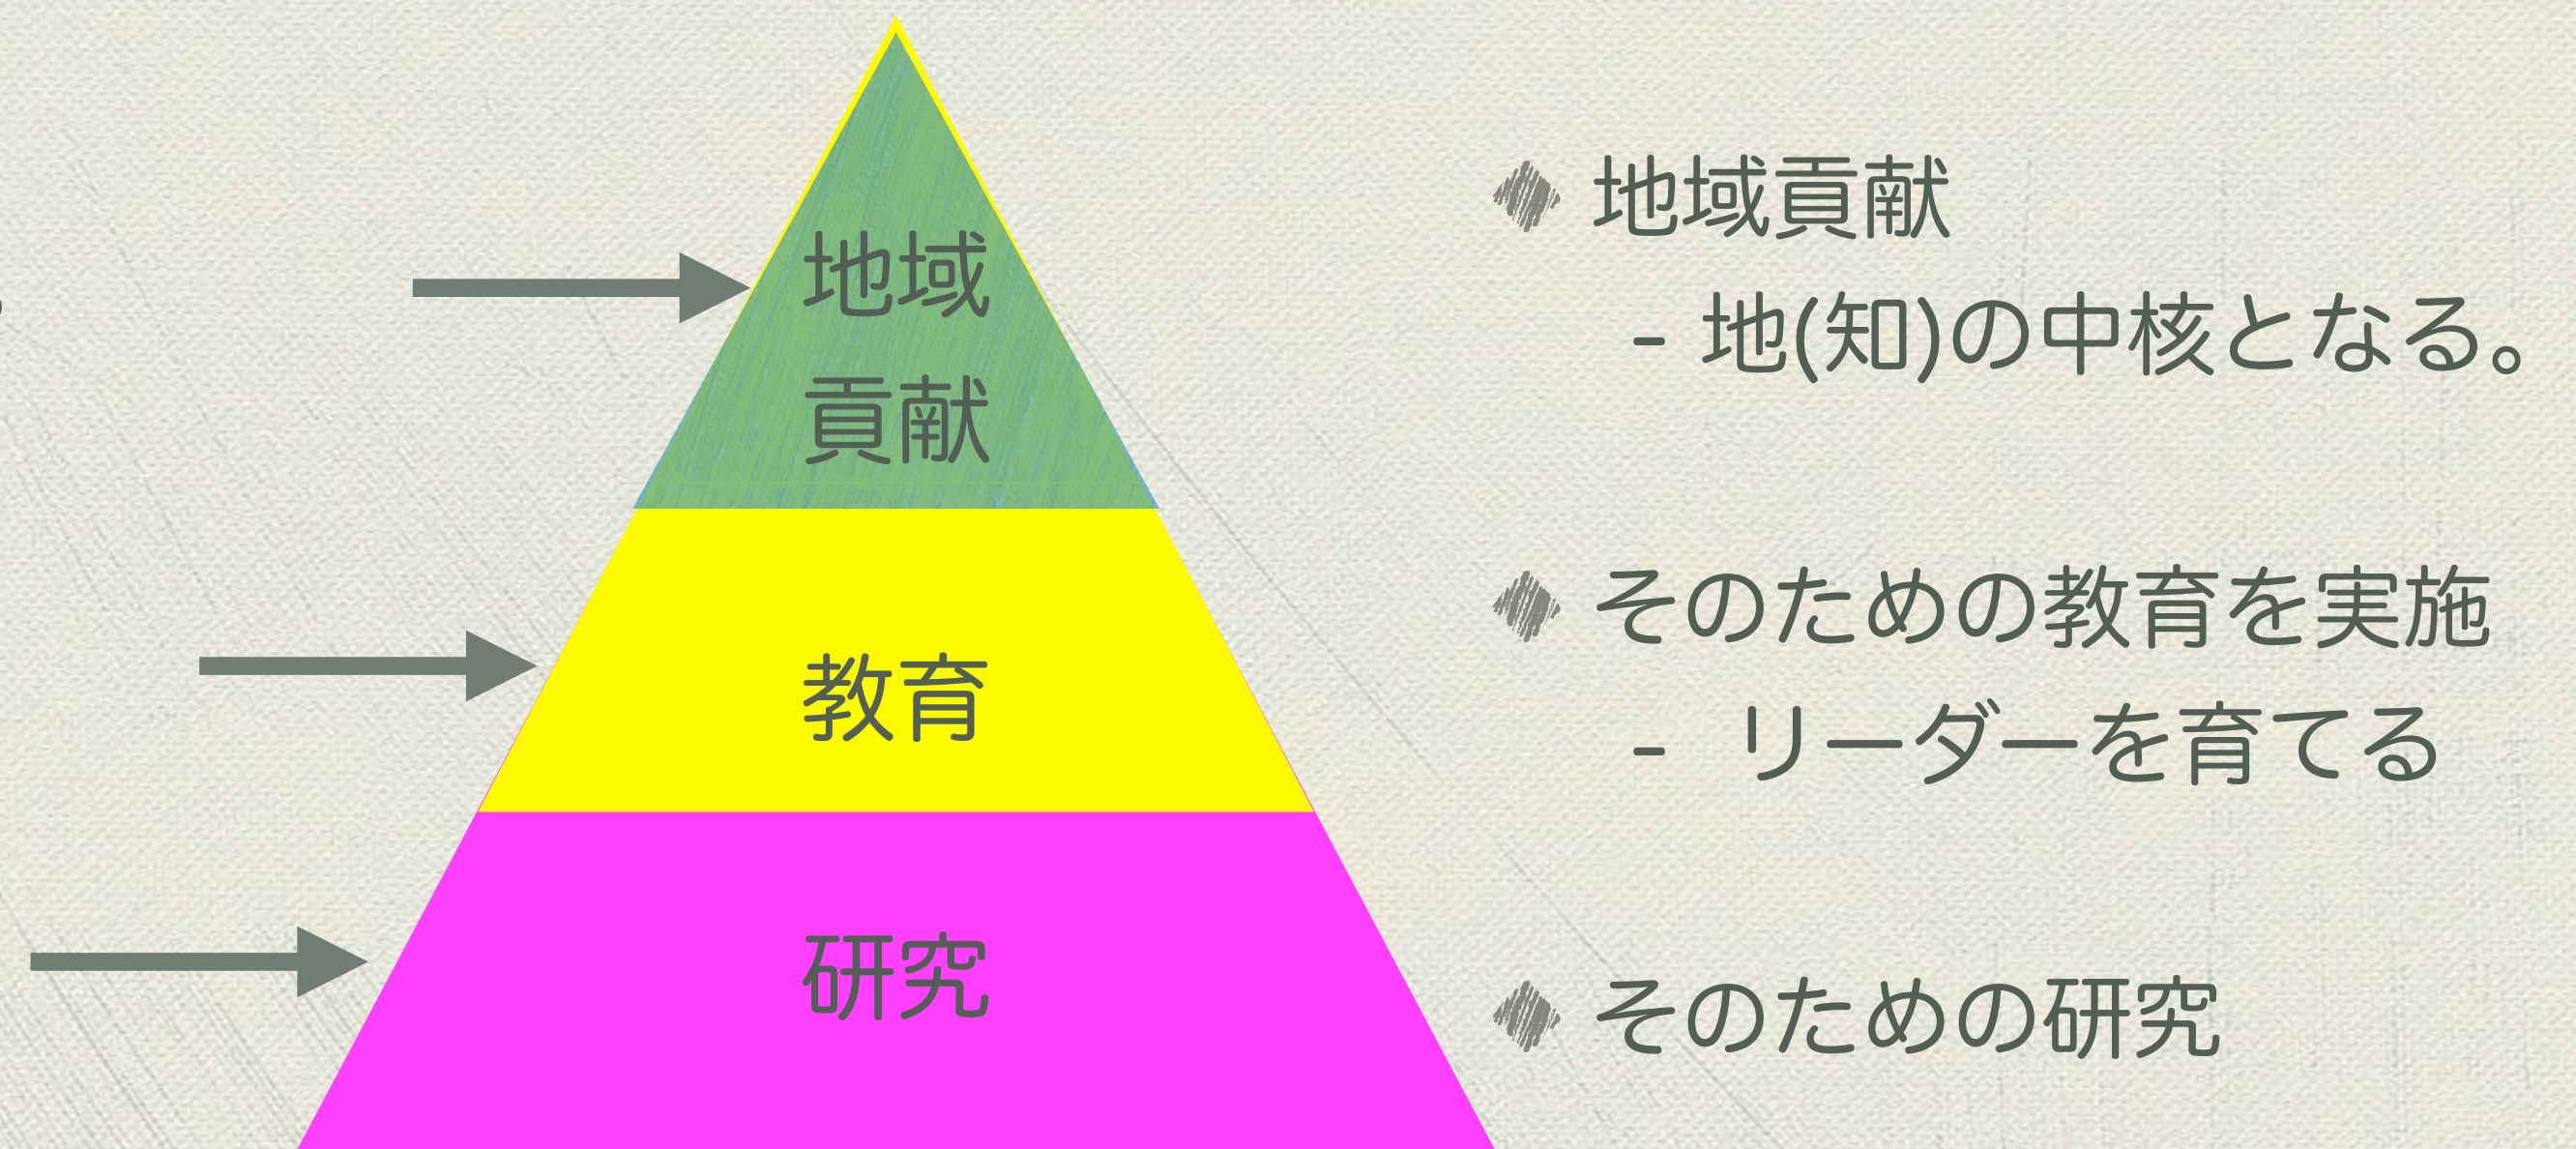 地域
貢献
教育
研究
地域貢献
- 地(知)の中核となる。
そのための教育を実施
- リーダーを育てる
そのための研究